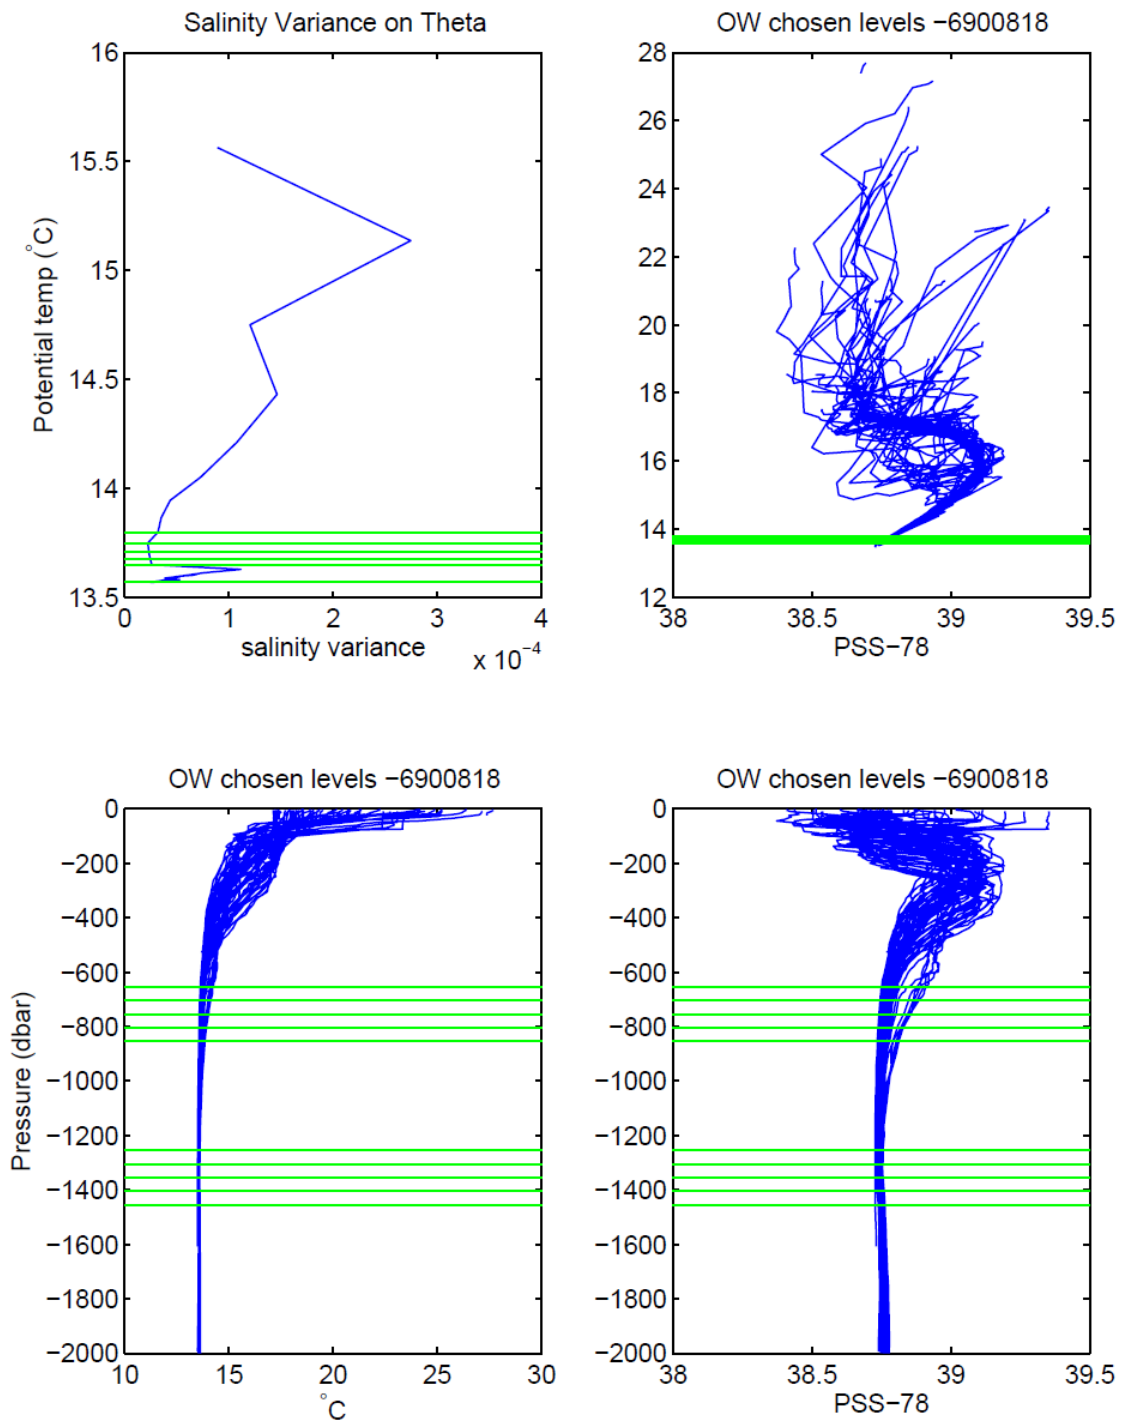 Salinity Variance on Theta
16
15.5
15
14.5
14
13.5
Potential temp (°C)
0 1 2 3 4
salinity variance
x 10−4
OW chosen levels −6900818
28
26
24
22
20
18
16
14
12
38 38.5 39 39.5
PSS−78
OW chosen levels −6900818
0
−200
−400
−600
−800
−1000
−1200
−1400
−1600
−1800
−2000
Pressure (dbar)
10 15 20 25 30
°C
OW chosen levels −6900818
0
−200
−400
−600
−800
−1000
−1200
−1400
−1600
−1800
−2000
38 38.5 39 39.5
PSS−78